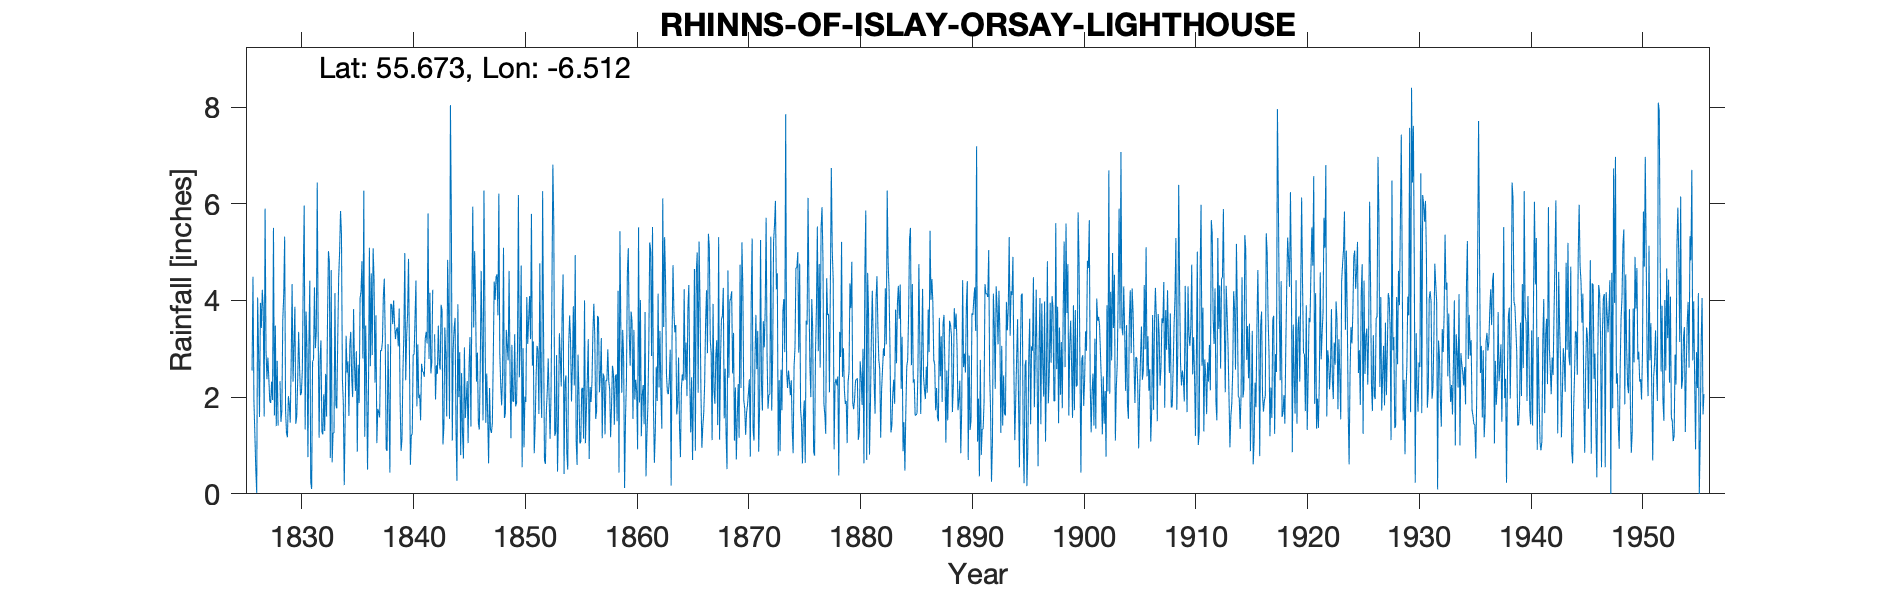 RHINNS-OF-ISLAY-ORSAY-LIGHTHOUSE
Lat: 55.673, Lon: -6.512
Rainfall [inches]
8
6
4
2
0
1830 1840 1850 1860 1870 1880 1890 1900 1910 1920 1930 1940 1950
Year